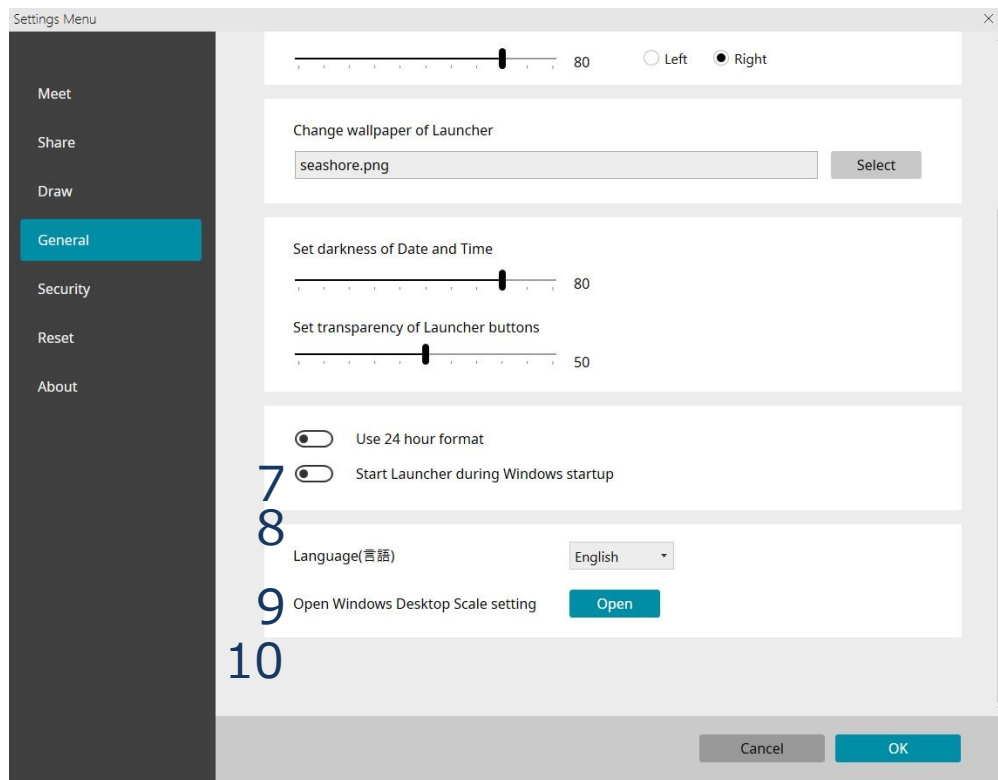 Settings Menu
Meet
Share
Draw
General
Security
Reset
About
80 Left Right
Change wallpaper of Launcher
seashore.png Select
Set darkness of Date and Time
80
Set transparency of Launcher buttons
50
Use 24 hour format
7 Start Launcher during Windows startup
8
Language(言語) English
9 Open Windows Desktop Scale setting Open
10
Cancel OK